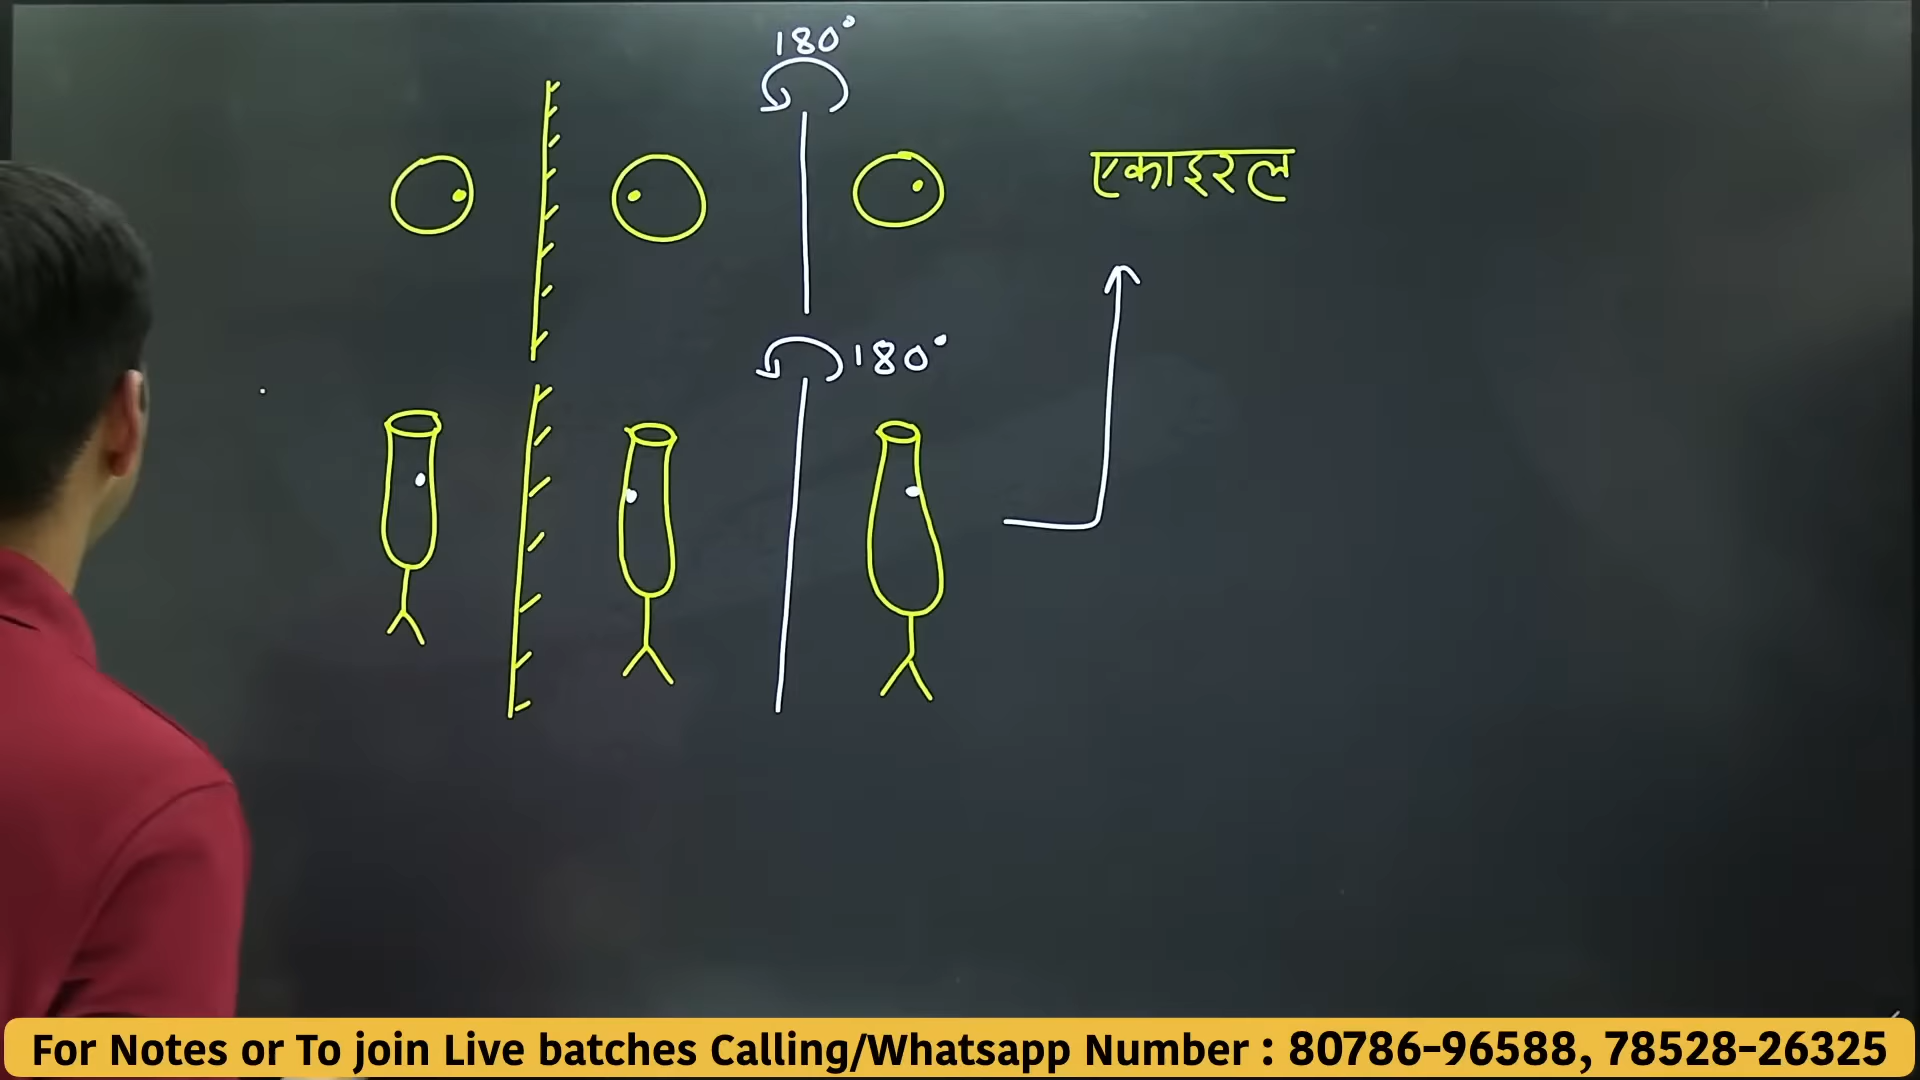 180°
एकाइरल
180°
For Notes or To join Live batches Calling/Whatsapp Number : 80786-96588, 78528-26325